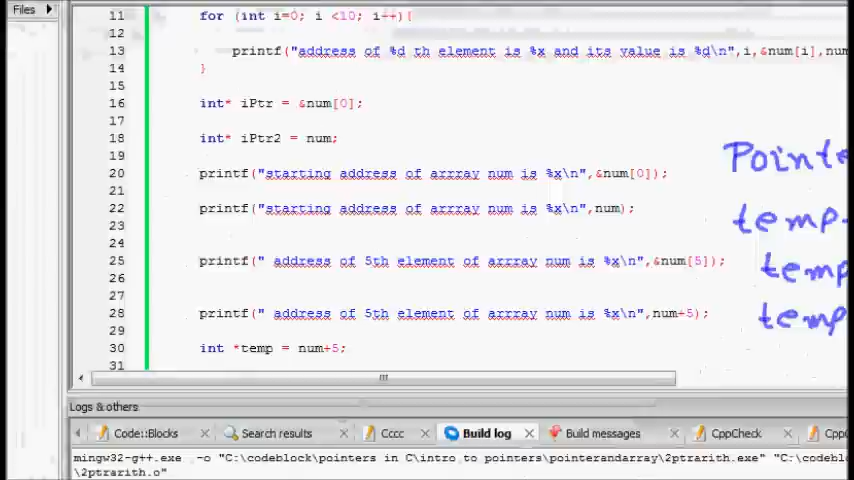 Files
11 for (int i=0; i <10; i++){
12
13 printf("address of %d th element is %x and its value is %d\n",i,&num[i],num
14 }
15
16 int* iPtr = &num[0];
17
18 int* iPtr2 = num;
19
20 printf("starting address of arrray num is %x\n",&num[0]);
21
22 printf("starting address of arrray num is %x\n",num);
23
24
25 printf(" address of 5th element of arrray num is %x\n",&num[5]);
26
27
28 printf(" address of 5th element of arrray num is %x\n",num+5);
29
30 int *temp = num+5;
31
Pointe
temp-
temp
temp
Logs & others
Code::Blocks Search results Cccc Build log Build messages CppCheck CppC
mingw32-g++.exe -o "C:\codeblock\pointers in C\intro to pointers\pointerandarray\2ptrarith.exe" "C:\codebl
\2ptrarith.o"